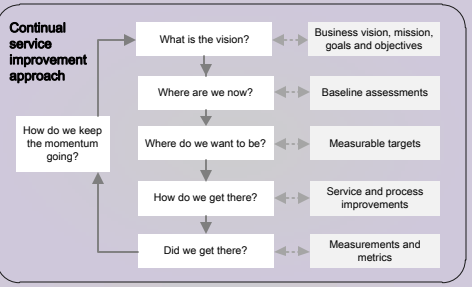 Continual
service
improvement
approach
What is the vision?
Business vision, mission,
goals and objectives
Where are we now?
Baseline assessments
How do we keep
the momentum
going?
Where do we want to be?
Measurable targets
How do we get there?
Service and process
improvements
Did we get there?
Measurements and
metrics